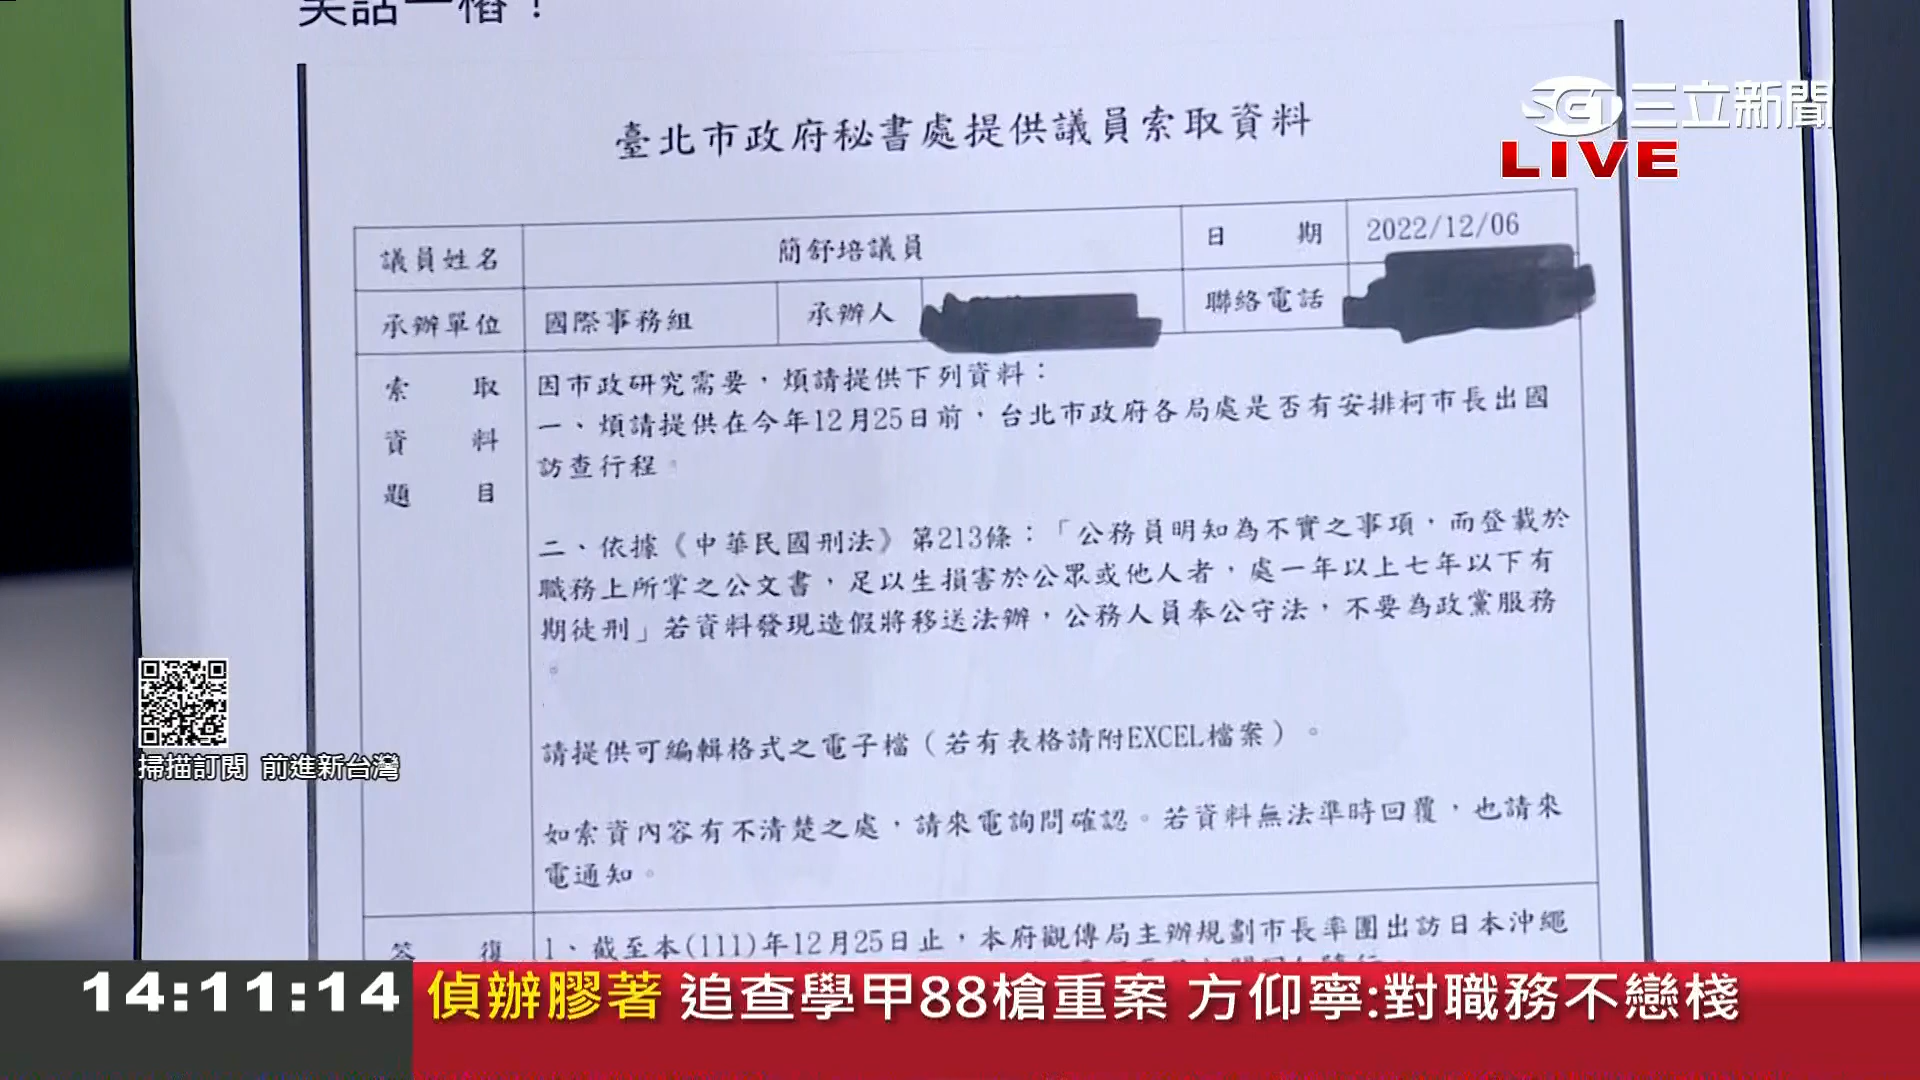 笑話一樁！
SET三立新聞
LIVE
臺北市政府秘書處提供議員索取資料
議員姓名 簡舒培議員 日期 2022/12/06
承辦單位 國際事務組 承辦人 聯絡電話
索取資料題目
因市政研究需要，煩請提供下列資料：
一、煩請提供在今年12月25日前，台北市政府各局處是否有安排柯市長出國
訪查行程。
二、依據《中華民國刑法》第213條：「公務員明知為不實之事項，而登載於
職務上所掌之公文書，足以生損害於公眾或他人者，處一年以上七年以下有
期徒刑」若資料發現造假將移送法辦，公務人員奉公守法，不要為政黨服務
。
請提供可編輯格式之電子檔（若有表格請附EXCEL檔案）。
如索資內容有不清楚之處，請來電詢問確認。若資料無法準時回覆，也請來
電通知。
答復 1、截至本(111)年12月25日止，本府觀傳局主辦規劃市長率團出訪日本沖繩
掃描訂閱 前進新台灣
14:11:14 偵辦膠著 追查學甲88槍重案 方仰寧:對職務不戀棧